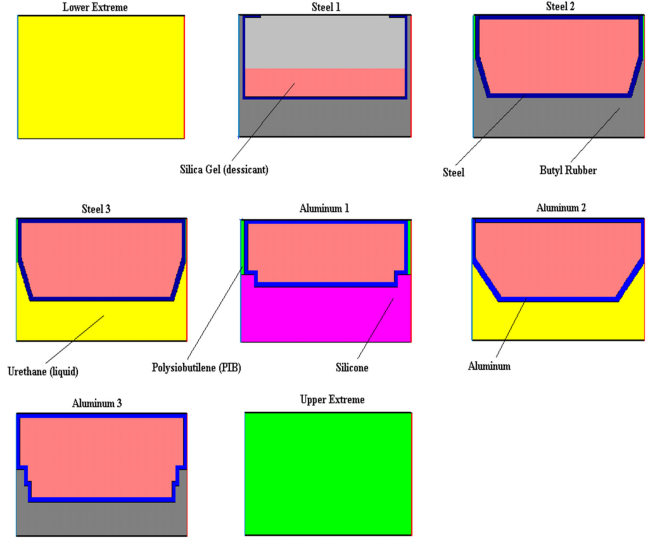 Lower Extreme
Steel 1
Steel 2
Silica Gel (dessicant)
Steel
Butyl Rubber
Steel 3
Aluminum 1
Aluminum 2
Urethane (liquid)
Polysiobutilene (PIB)
Silicone
Aluminum
Aluminum 3
Upper Extreme